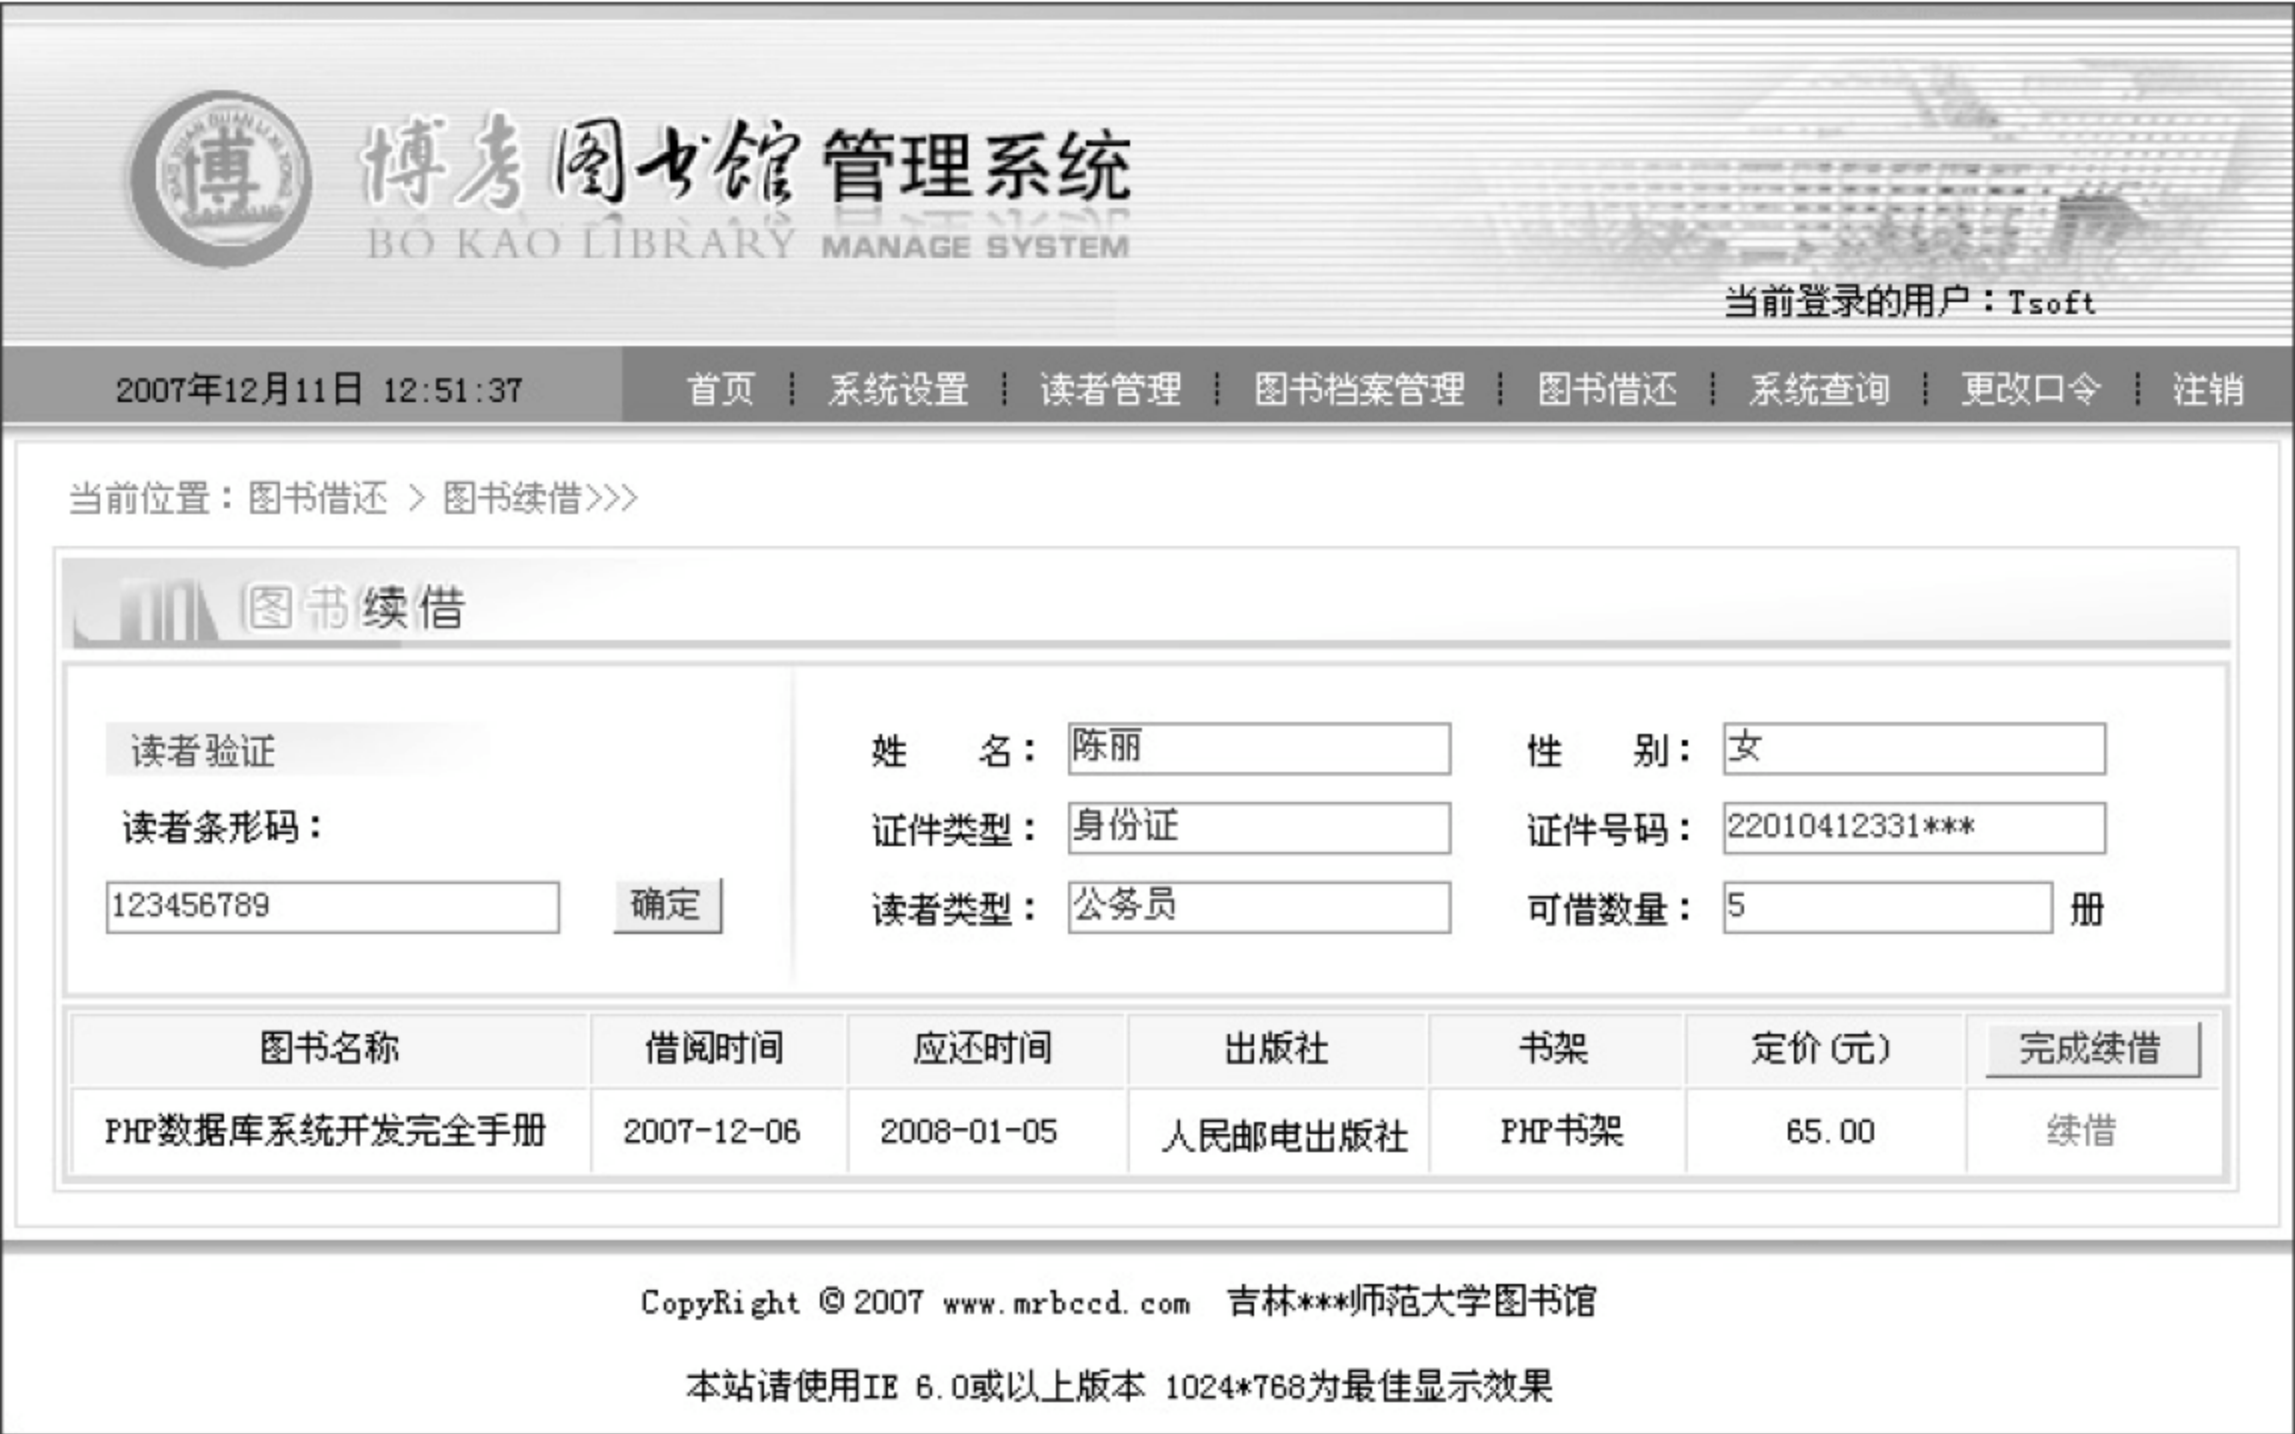 博考图书馆管理系统
BO KAO LIBRARY MANAGE SYSTEM
博
当前登录的用户：Tsoft
2007年12月11日 12:51:37 首页 系统设置 读者管理 图书档案管理 图书借还 系统查询 更改口令 注销
当前位置：图书借还 > 图书续借>>>
图书续借
读者验证
姓 名： 陈丽 性 别： 女
读者条形码：
证件类型： 身份证 证件号码： 22010412331***
123456789 确定 读者类型： 公务员 可借数量： 5 册
图书名称 借阅时间 应还时间 出版社 书架 定价(元) 完成续借
PHP数据库系统开发完全手册 2007-12-06 2008-01-05 人民邮电出版社 PHP书架 65.00 续借
CopyRight © 2007 www.mrbccd.com 吉林***师范大学图书馆
本站请使用IE 6.0或以上版本 1024*768为最佳显示效果